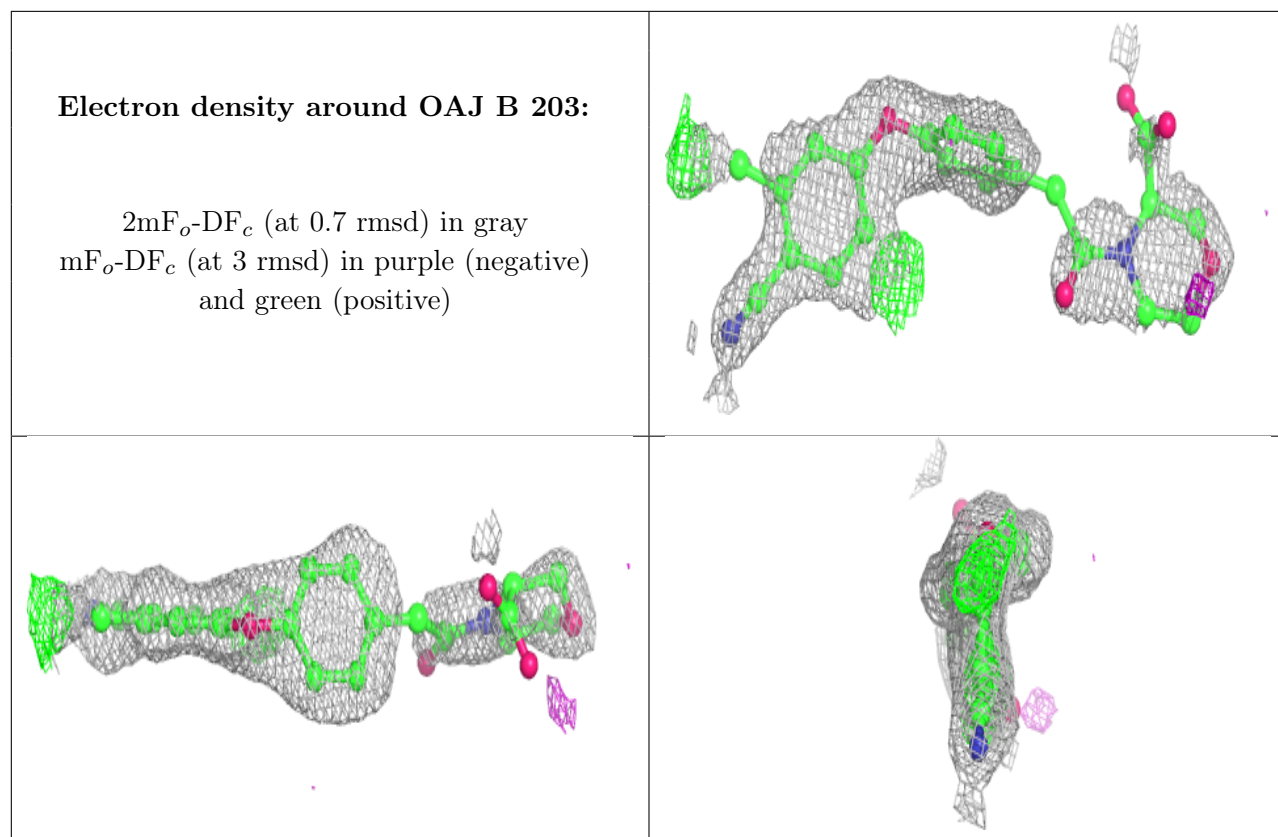 Electron density around OAJ B 203:
2mFo-DFc (at 0.7 rmsd) in gray
mFo-DFc (at 3 rmsd) in purple (negative)
and green (positive)